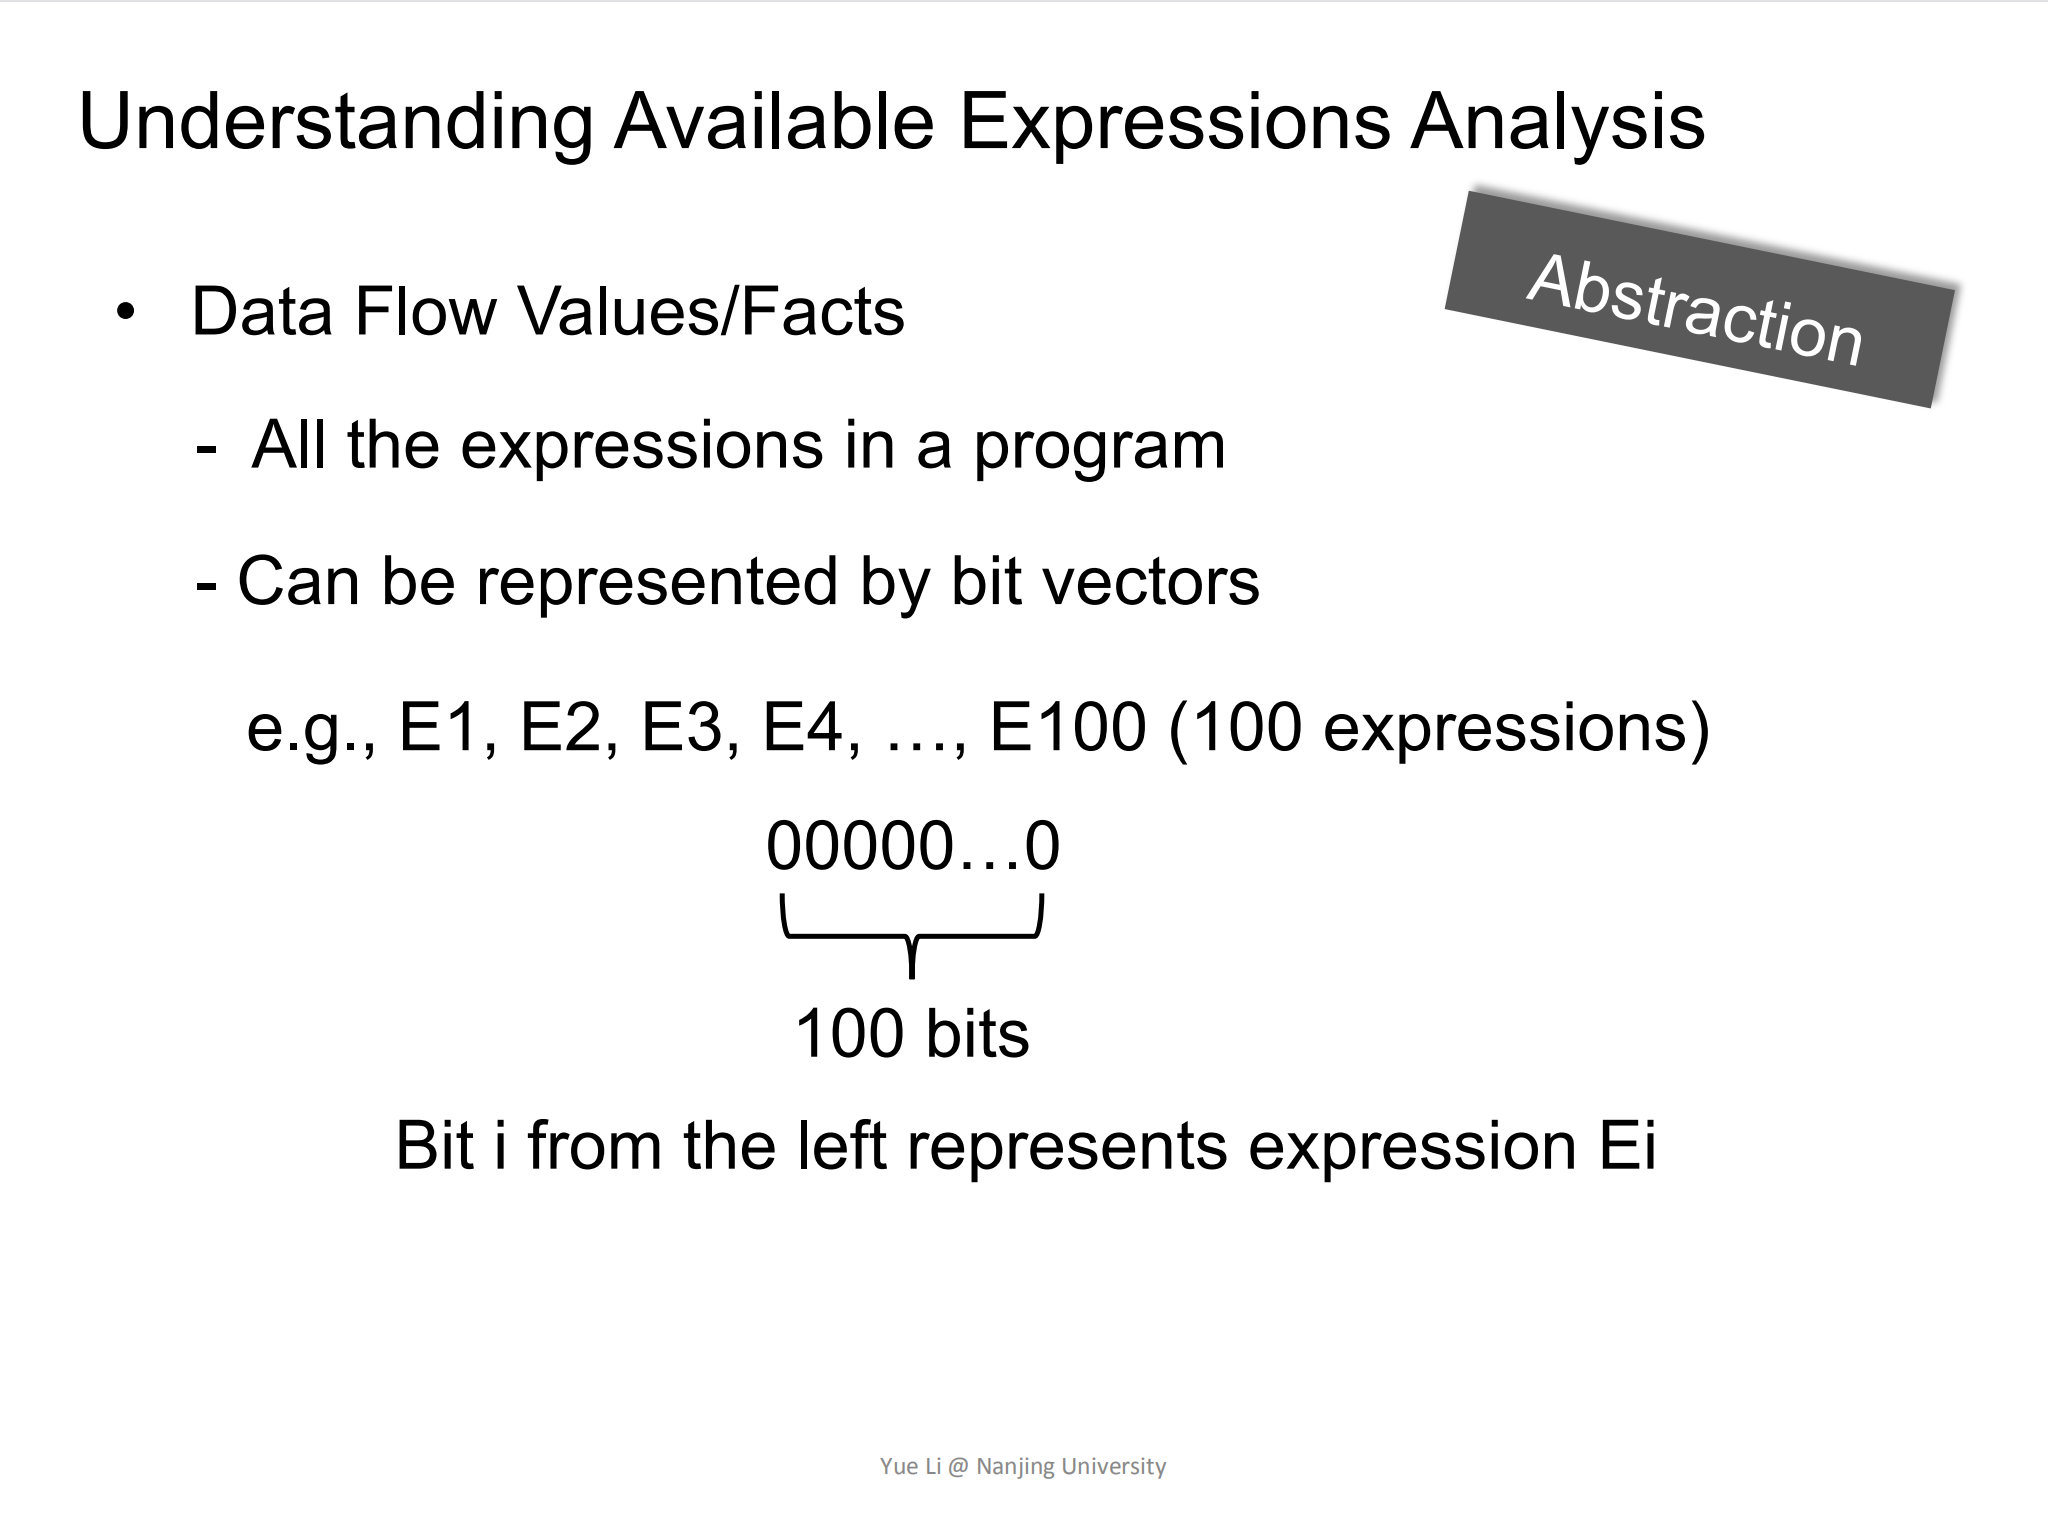 Understanding Available Expressions Analysis
Abstraction
• Data Flow Values/Facts
- All the expressions in a program
- Can be represented by bit vectors
e.g., E1, E2, E3, E4, …, E100 (100 expressions)
00000…0
100 bits
Bit i from the left represents expression Ei
Yue Li @ Nanjing University